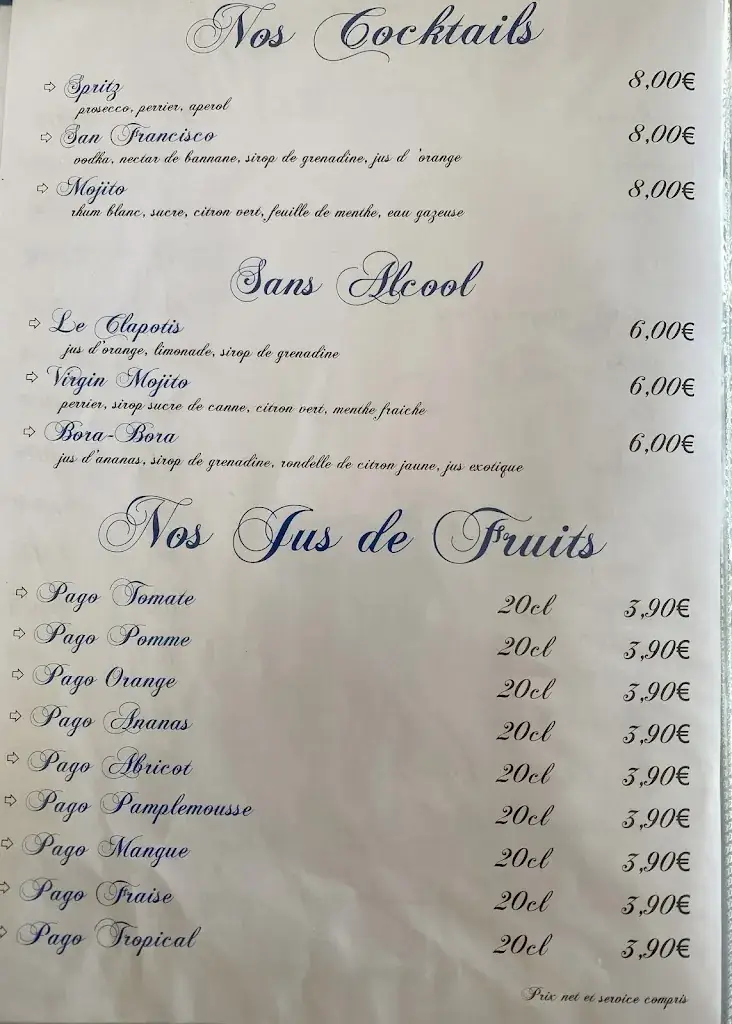 Nos Cocktails
Spritz 8,00€
prosecco, perrier, aperol
San Francisco 8,00€
vodka, nectar de bannane, sirop de grenadine, jus d 'orange
Mojito 8,00€
rhum blanc, sucre, citron vert, feuille de menthe, eau gazeuse
Sans Alcool
Le Clapotis 6,00€
jus d'orange, limonade, sirop de grenadine
Virgin Mojito 6,00€
perrier, sirop sucre de canne, citron vert, menthe fraiche
Bora-Bora 6,00€
jus d'ananas, sirop de grenadine, rondelle de citron jaune, jus exotique
Nos Jus de Fruits
Pago Tomate 20cl 3,90€
Pago Pomme 20cl 3,90€
Pago Orange 20cl 3,90€
Pago Ananas 20cl 3,90€
Pago Abricot 20cl 3,90€
Pago Pamplemousse 20cl 3,90€
Pago Mangue 20cl 3,90€
Pago Fraise 20cl 3,90€
Pago Tropical 20cl 3,90€
Prix net et service compris